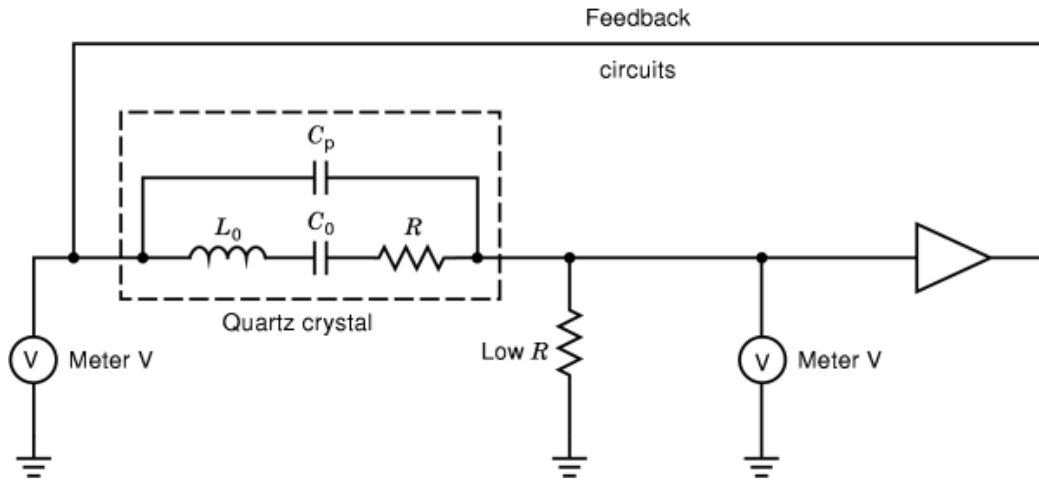 Feedback
circuits
Cp
L0
C0
R
Quartz crystal
V
Meter V
Low R
V
Meter V